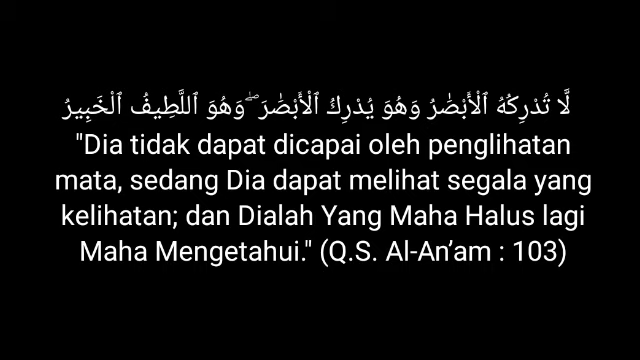 لَّا تُدْرِكُهُ ٱلْأَبْصَٰرُ وَهُوَ يُدْرِكُ ٱلْأَبْصَٰرَ ۖ وَهُوَ ٱللَّطِيفُ ٱلْخَبِيرُ
"Dia tidak dapat dicapai oleh penglihatan
mata, sedang Dia dapat melihat segala yang
kelihatan; dan Dialah Yang Maha Halus lagi
Maha Mengetahui." (Q.S. Al-An’am : 103)